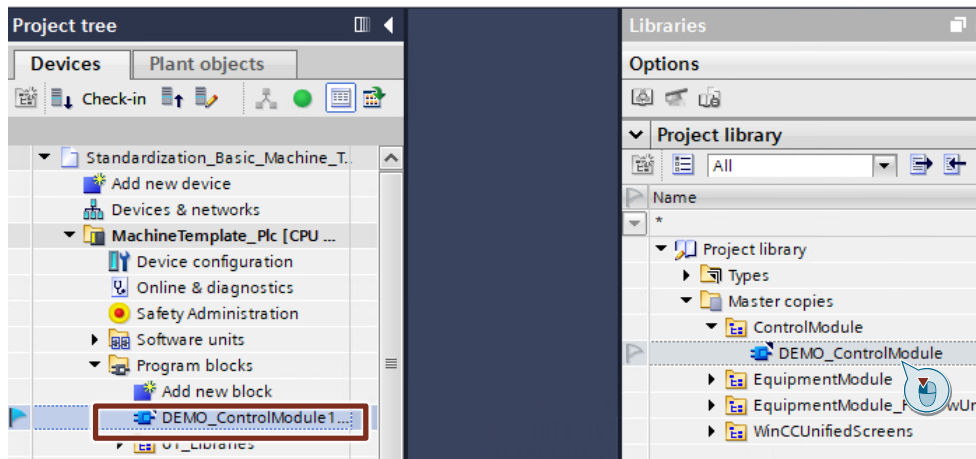 Project tree
Devices
Plant objects
Check-in
Standardization_Basic_Machine_T..
Add new device
Devices & networks
MachineTemplate_Plc [CPU ...
Device configuration
Online & diagnostics
Safety Administration
Software units
Program blocks
Add new block
DEMO_ControlModule1...
01_Libraries
Libraries
Options
Project library
All
Name
*
Project library
Types
Master copies
ControlModule
DEMO_ControlModule
EquipmentModule
WinCCUnifiedScreens